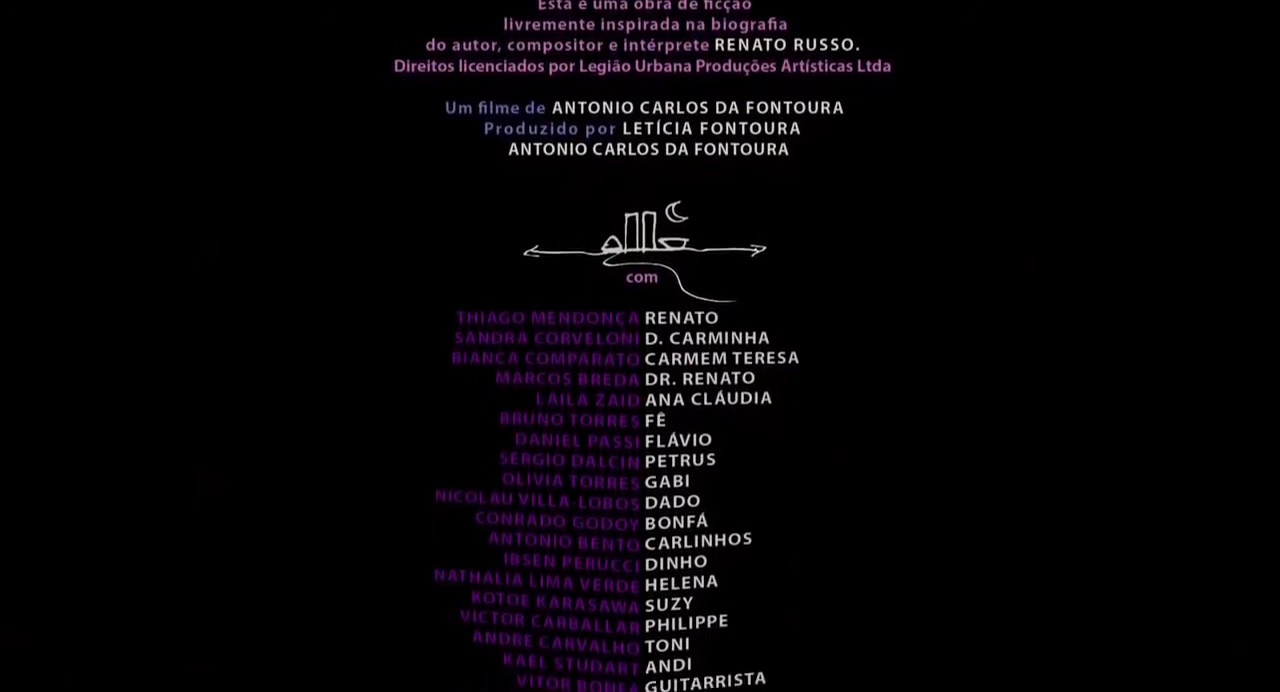 Esta é uma obra de ficção
livremente inspirada na biografia
do autor, compositor e intérprete RENATO RUSSO.
Direitos licenciados por Legião Urbana Produções Artísticas Ltda
Um filme de ANTONIO CARLOS DA FONTOURA
Produzido por LETÍCIA FONTOURA
ANTONIO CARLOS DA FONTOURA
com
THIAGO MENDONÇA RENATO
SANDRA CORVELONI D. CARMINHA
BIANCA COMPARATO CARMEM TERESA
MARCOS BREDA DR. RENATO
LAILA ZAID ANA CLÁUDIA
BRUNO TORRES FÊ
DANIEL PASSI FLÁVIO
SERGIO DALCIN PETRUS
OLIVIA TORRES GABI
NICOLAU VILLA-LOBOS DADO
CONRADO GODOY BONFÁ
ANTONIO BENTO CARLINHOS
IBSEN PERUCCI DINHO
NATHALIA LIMA VERDE HELENA
KOTOE KARASAWA SUZY
VICTOR CARBALLAR PHILIPPE
ANDRE CARVALHO TONI
KAEL STUDART ANDI
VITOR BONFA GUITARRISTA